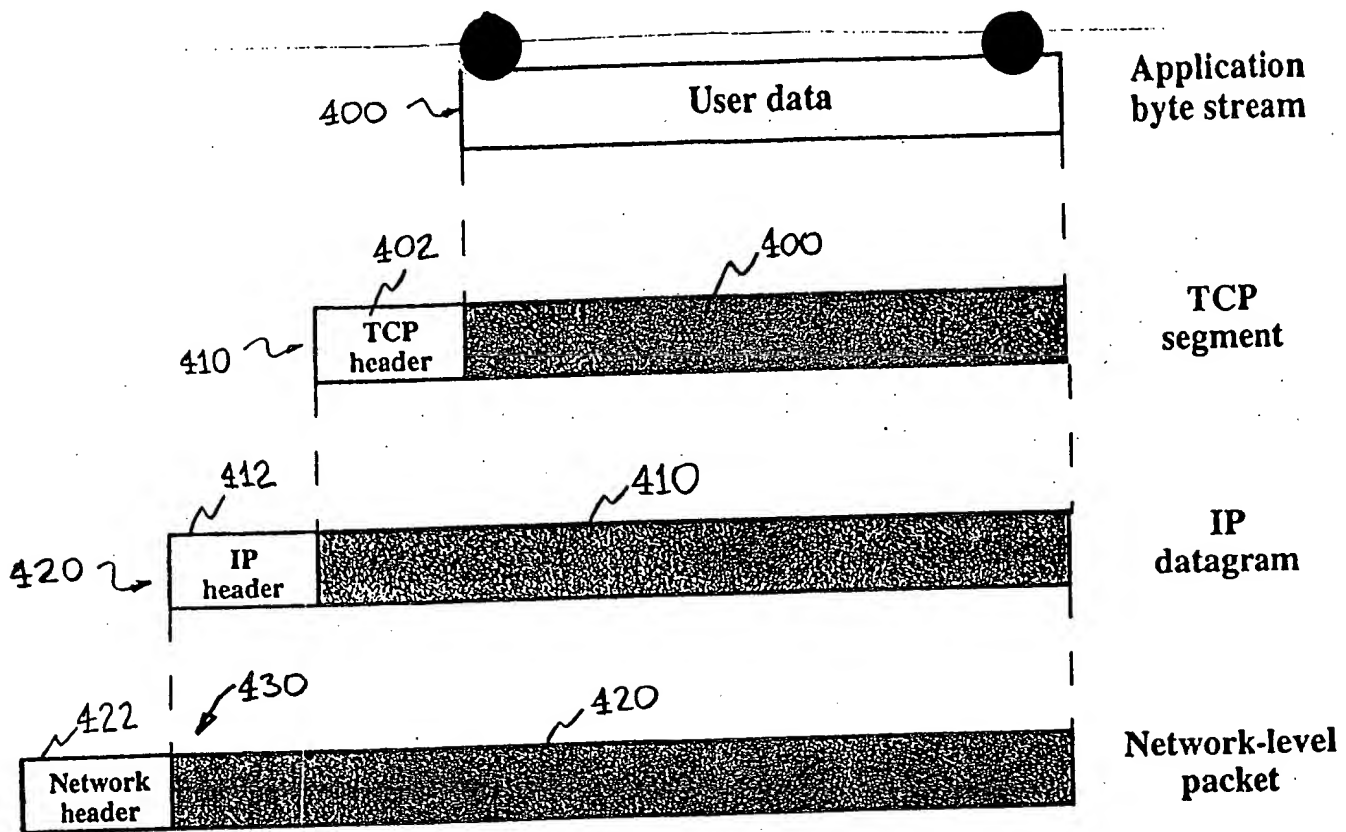 400
User data
Application
byte stream
402
400
410
TCP
header
TCP
segment
412
410
420
IP
header
IP
datagram
422
430
420
Network
header
Network-level
packet